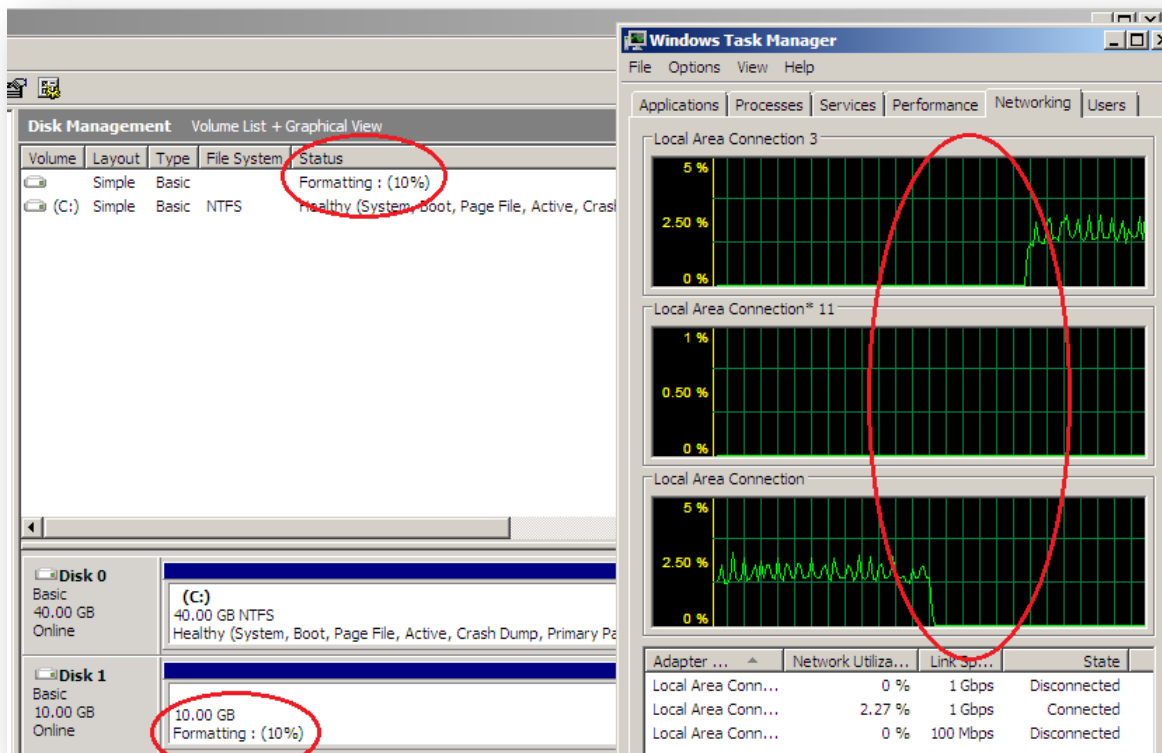 Disk Management Volume List + Graphical View
Volume Layout Type File System Status
Simple Basic Formatting : (10%)
(C:) Simple Basic NTFS Healthy (System, Boot, Page File, Active, Crash
Disk 0
Basic
40.00 GB
Online
(C:)
40.00 GB NTFS
Healthy (System, Boot, Page File, Active, Crash Dump, Primary Pa
Disk 1
Basic
10.00 GB
Online
10.00 GB
Formatting : (10%)
Windows Task Manager
File Options View Help
Applications Processes Services Performance Networking Users
Local Area Connection 3
5 %
2.50 %
0 %
Local Area Connection* 11
1 %
0.50 %
0 %
Local Area Connection
5 %
2.50 %
0 %
Adapter ... Network Utiliza... Link Sp... State
Local Area Conn... 0 % 1 Gbps Disconnected
Local Area Conn... 2.27 % 1 Gbps Connected
Local Area Conn... 0 % 100 Mbps Disconnected